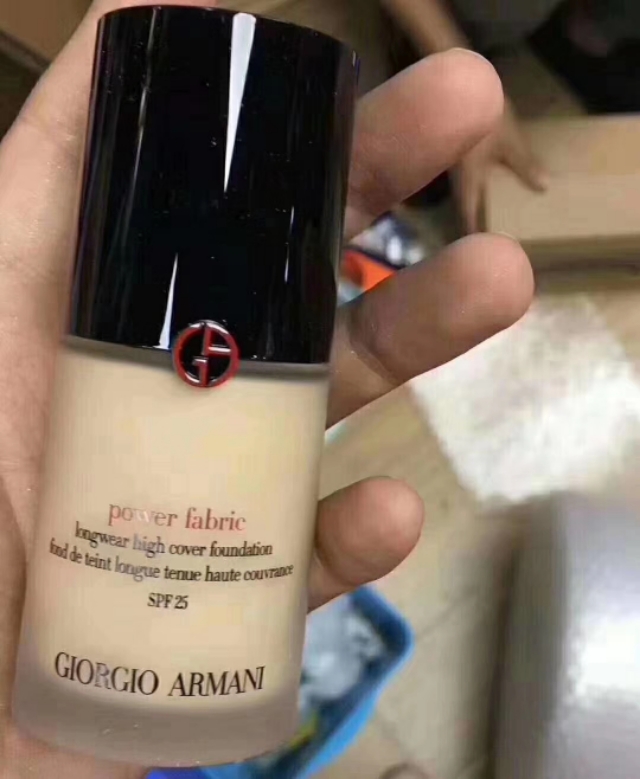 power fabric
longwear high cover foundation
fond de teint longue tenue haute couvrance
SPF 25
GIORGIO ARMANI